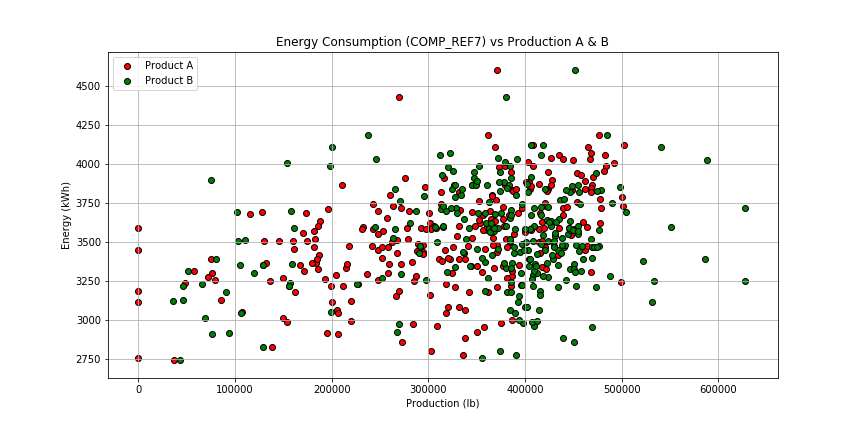 Energy Consumption (COMP_REF7) vs Production A & B
Product A
Product B
4500
4250
4000
3750
3500
3250
3000
2750
Energy (kWh)
0 100000 200000 300000 400000 500000 600000
Production (lb)